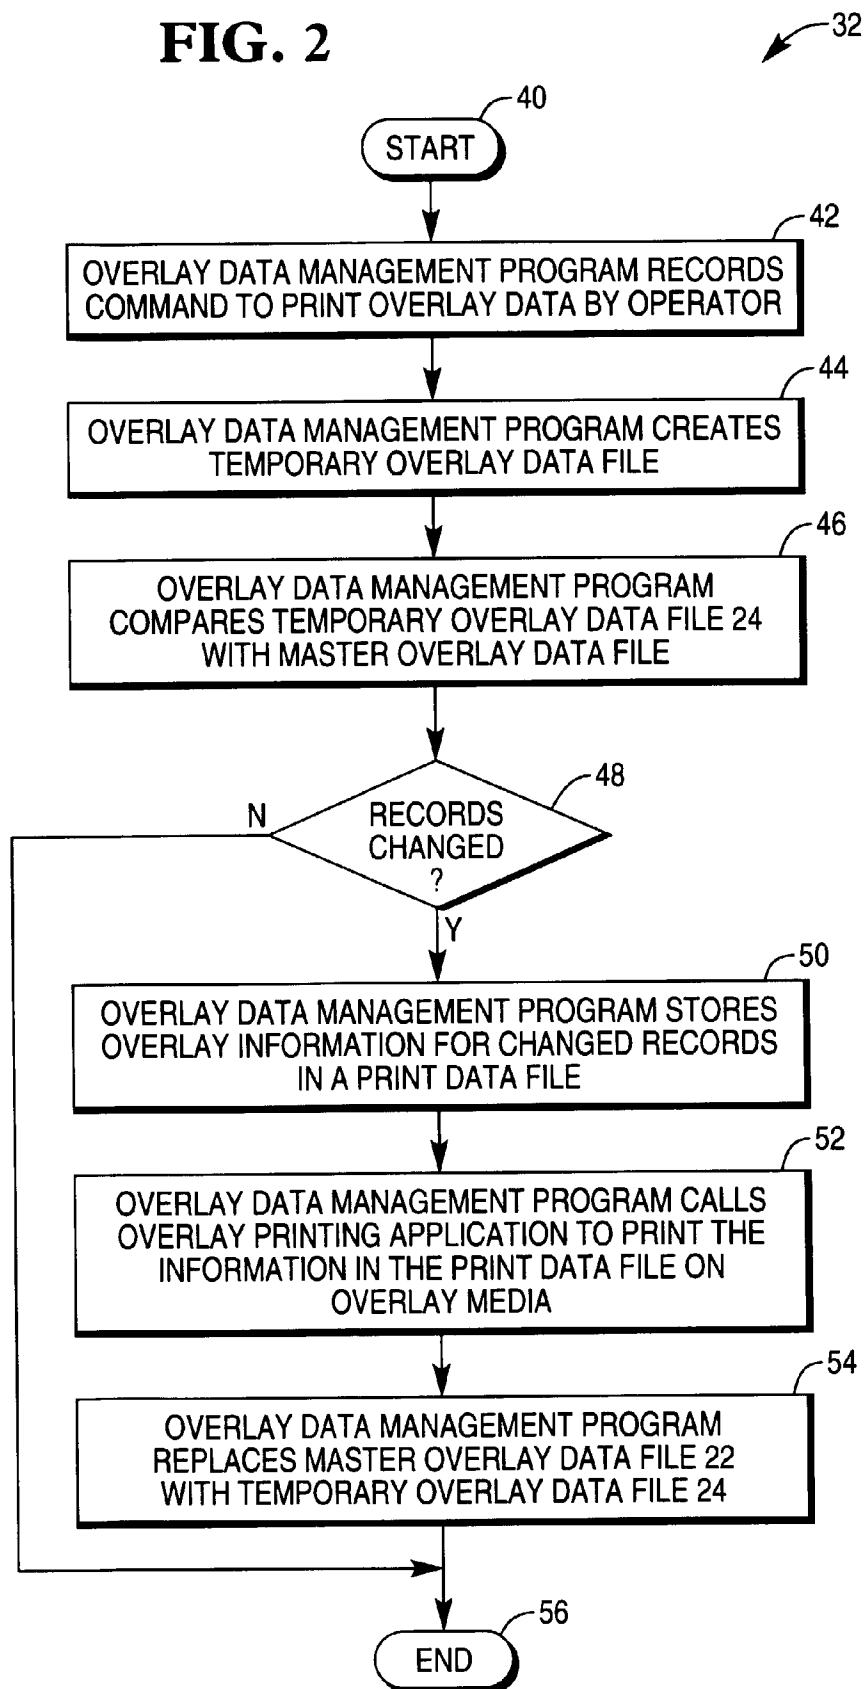 FIG. 2
32
40
START
42
OVERLAY DATA MANAGEMENT PROGRAM RECORDS
COMMAND TO PRINT OVERLAY DATA BY OPERATOR
44
OVERLAY DATA MANAGEMENT PROGRAM CREATES
TEMPORARY OVERLAY DATA FILE
46
OVERLAY DATA MANAGEMENT PROGRAM
COMPARES TEMPORARY OVERLAY DATA FILE 24
WITH MASTER OVERLAY DATA FILE
48
N
RECORDS
CHANGED
?
Y
50
OVERLAY DATA MANAGEMENT PROGRAM STORES
OVERLAY INFORMATION FOR CHANGED RECORDS
IN A PRINT DATA FILE
52
OVERLAY DATA MANAGEMENT PROGRAM CALLS
OVERLAY PRINTING APPLICATION TO PRINT THE
INFORMATION IN THE PRINT DATA FILE ON
OVERLAY MEDIA
54
OVERLAY DATA MANAGEMENT PROGRAM
REPLACES MASTER OVERLAY DATA FILE 22
WITH TEMPORARY OVERLAY DATA FILE 24
56
END